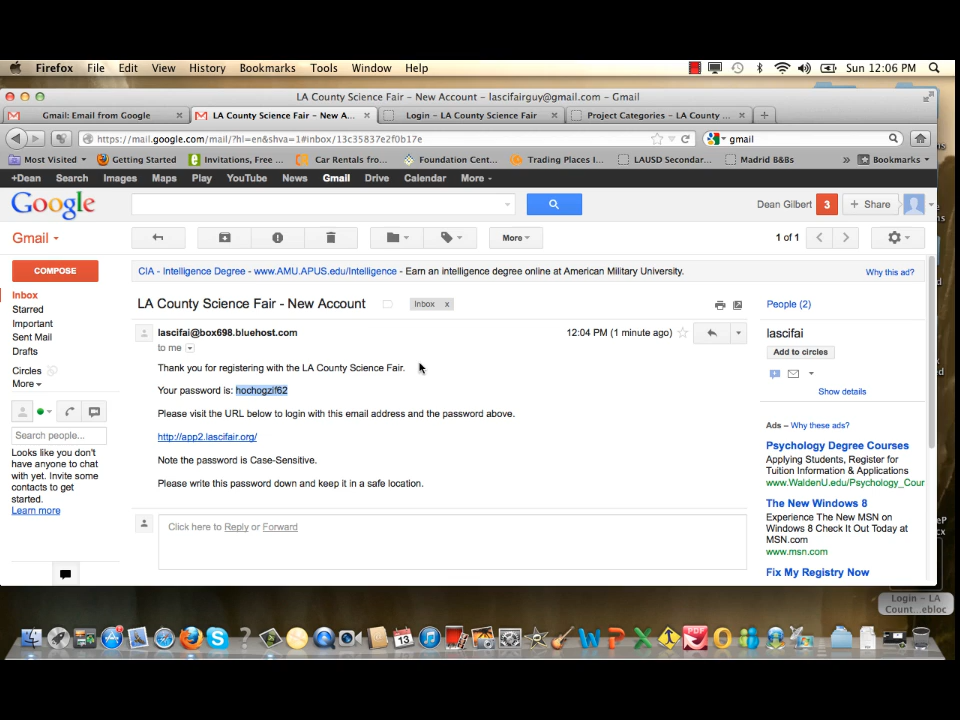 Firefox File Edit View History Bookmarks Tools Window Help Sun 12:06 PM
LA County Science Fair - New Account - lascifairguy@gmail.com - Gmail
Gmail: Email from Google LA County Science Fair - New A... Login - LA County Science Fair Project Categories - LA County ...
https://mail.google.com/mail/?hl=en&shva=1#inbox/13c35837e2f0b17e gmail
Most Visited Getting Started Invitations, Free ... Car Rentals fro... Foundation Cent... Trading Places I... LAUSD Secondar... Madrid B&Bs » Bookmarks
+Dean Search Images Maps Play YouTube News Gmail Drive Calendar More
Google Dean Gilbert 3 + Share
Gmail More 1 of 1
COMPOSE
Inbox
Starred
Important
Sent Mail
Drafts
Circles
More
Search people...
Looks like you don't
have anyone to chat
with yet. Invite some
contacts to get
started.
Learn more
CIA - Intelligence Degree - www.AMU.APUS.edu/Intelligence - Earn an intelligence degree online at American Military University. Why this ad?
LA County Science Fair - New Account Inbox x
lascifai@box698.bluehost.com 12:04 PM (1 minute ago)
to me
Thank you for registering with the LA County Science Fair.
Your password is: hochogzif62
Please visit the URL below to login with this email address and the password above.
http://app2.lascifair.org/
Note the password is Case-Sensitive.
Please write this password down and keep it in a safe location.
Click here to Reply or Forward
People (2)
lascifai
Add to circles
Show details
Ads – Why these ads?
Psychology Degree Courses
Applying Students, Register for
Tuition Information & Applications
www.WaldenU.edu/Psychology_Cour
The New Windows 8
Experience The New MSN on
Windows 8 Check It Out Today at
MSN.com
www.msn.com
Fix My Registry Now
Login – LA
Count...ebloc
13